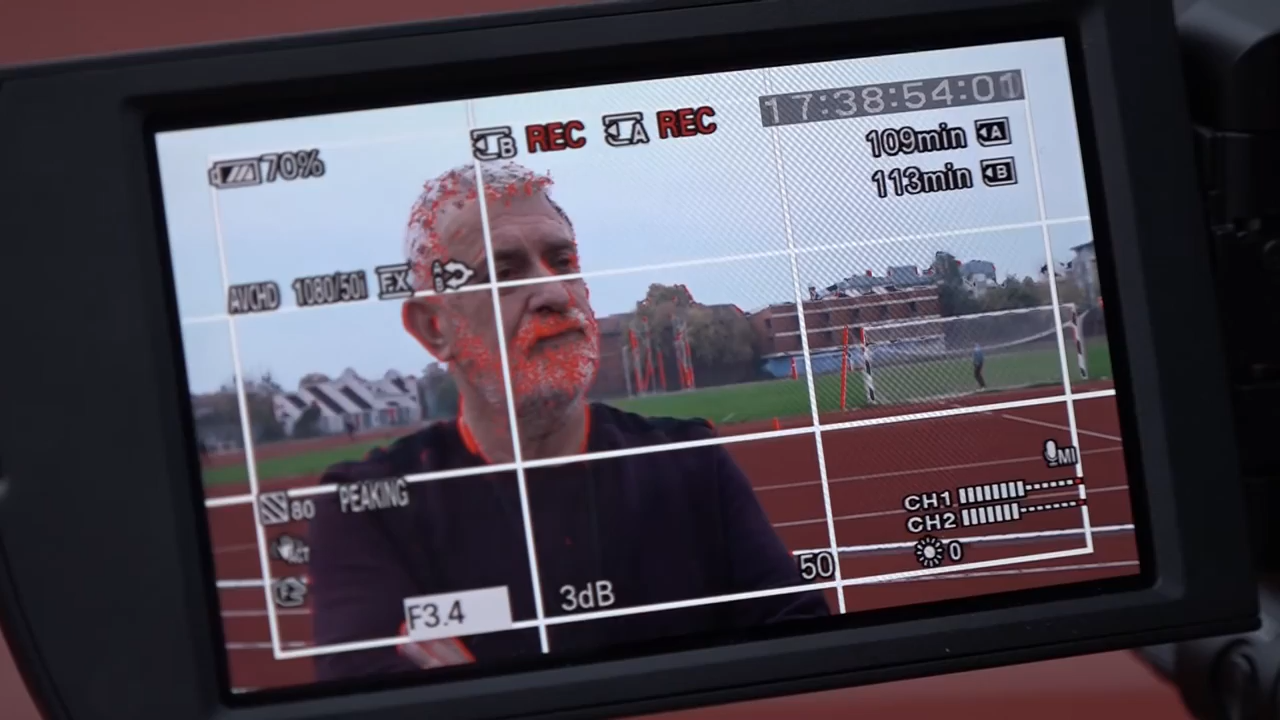 17:38:54:01
B REC A REC
109min A
70%
113min B
AVCHD 1080/50i FX
MI
80 PEAKING
CH1
CH2
0
50
3dB
F3.4